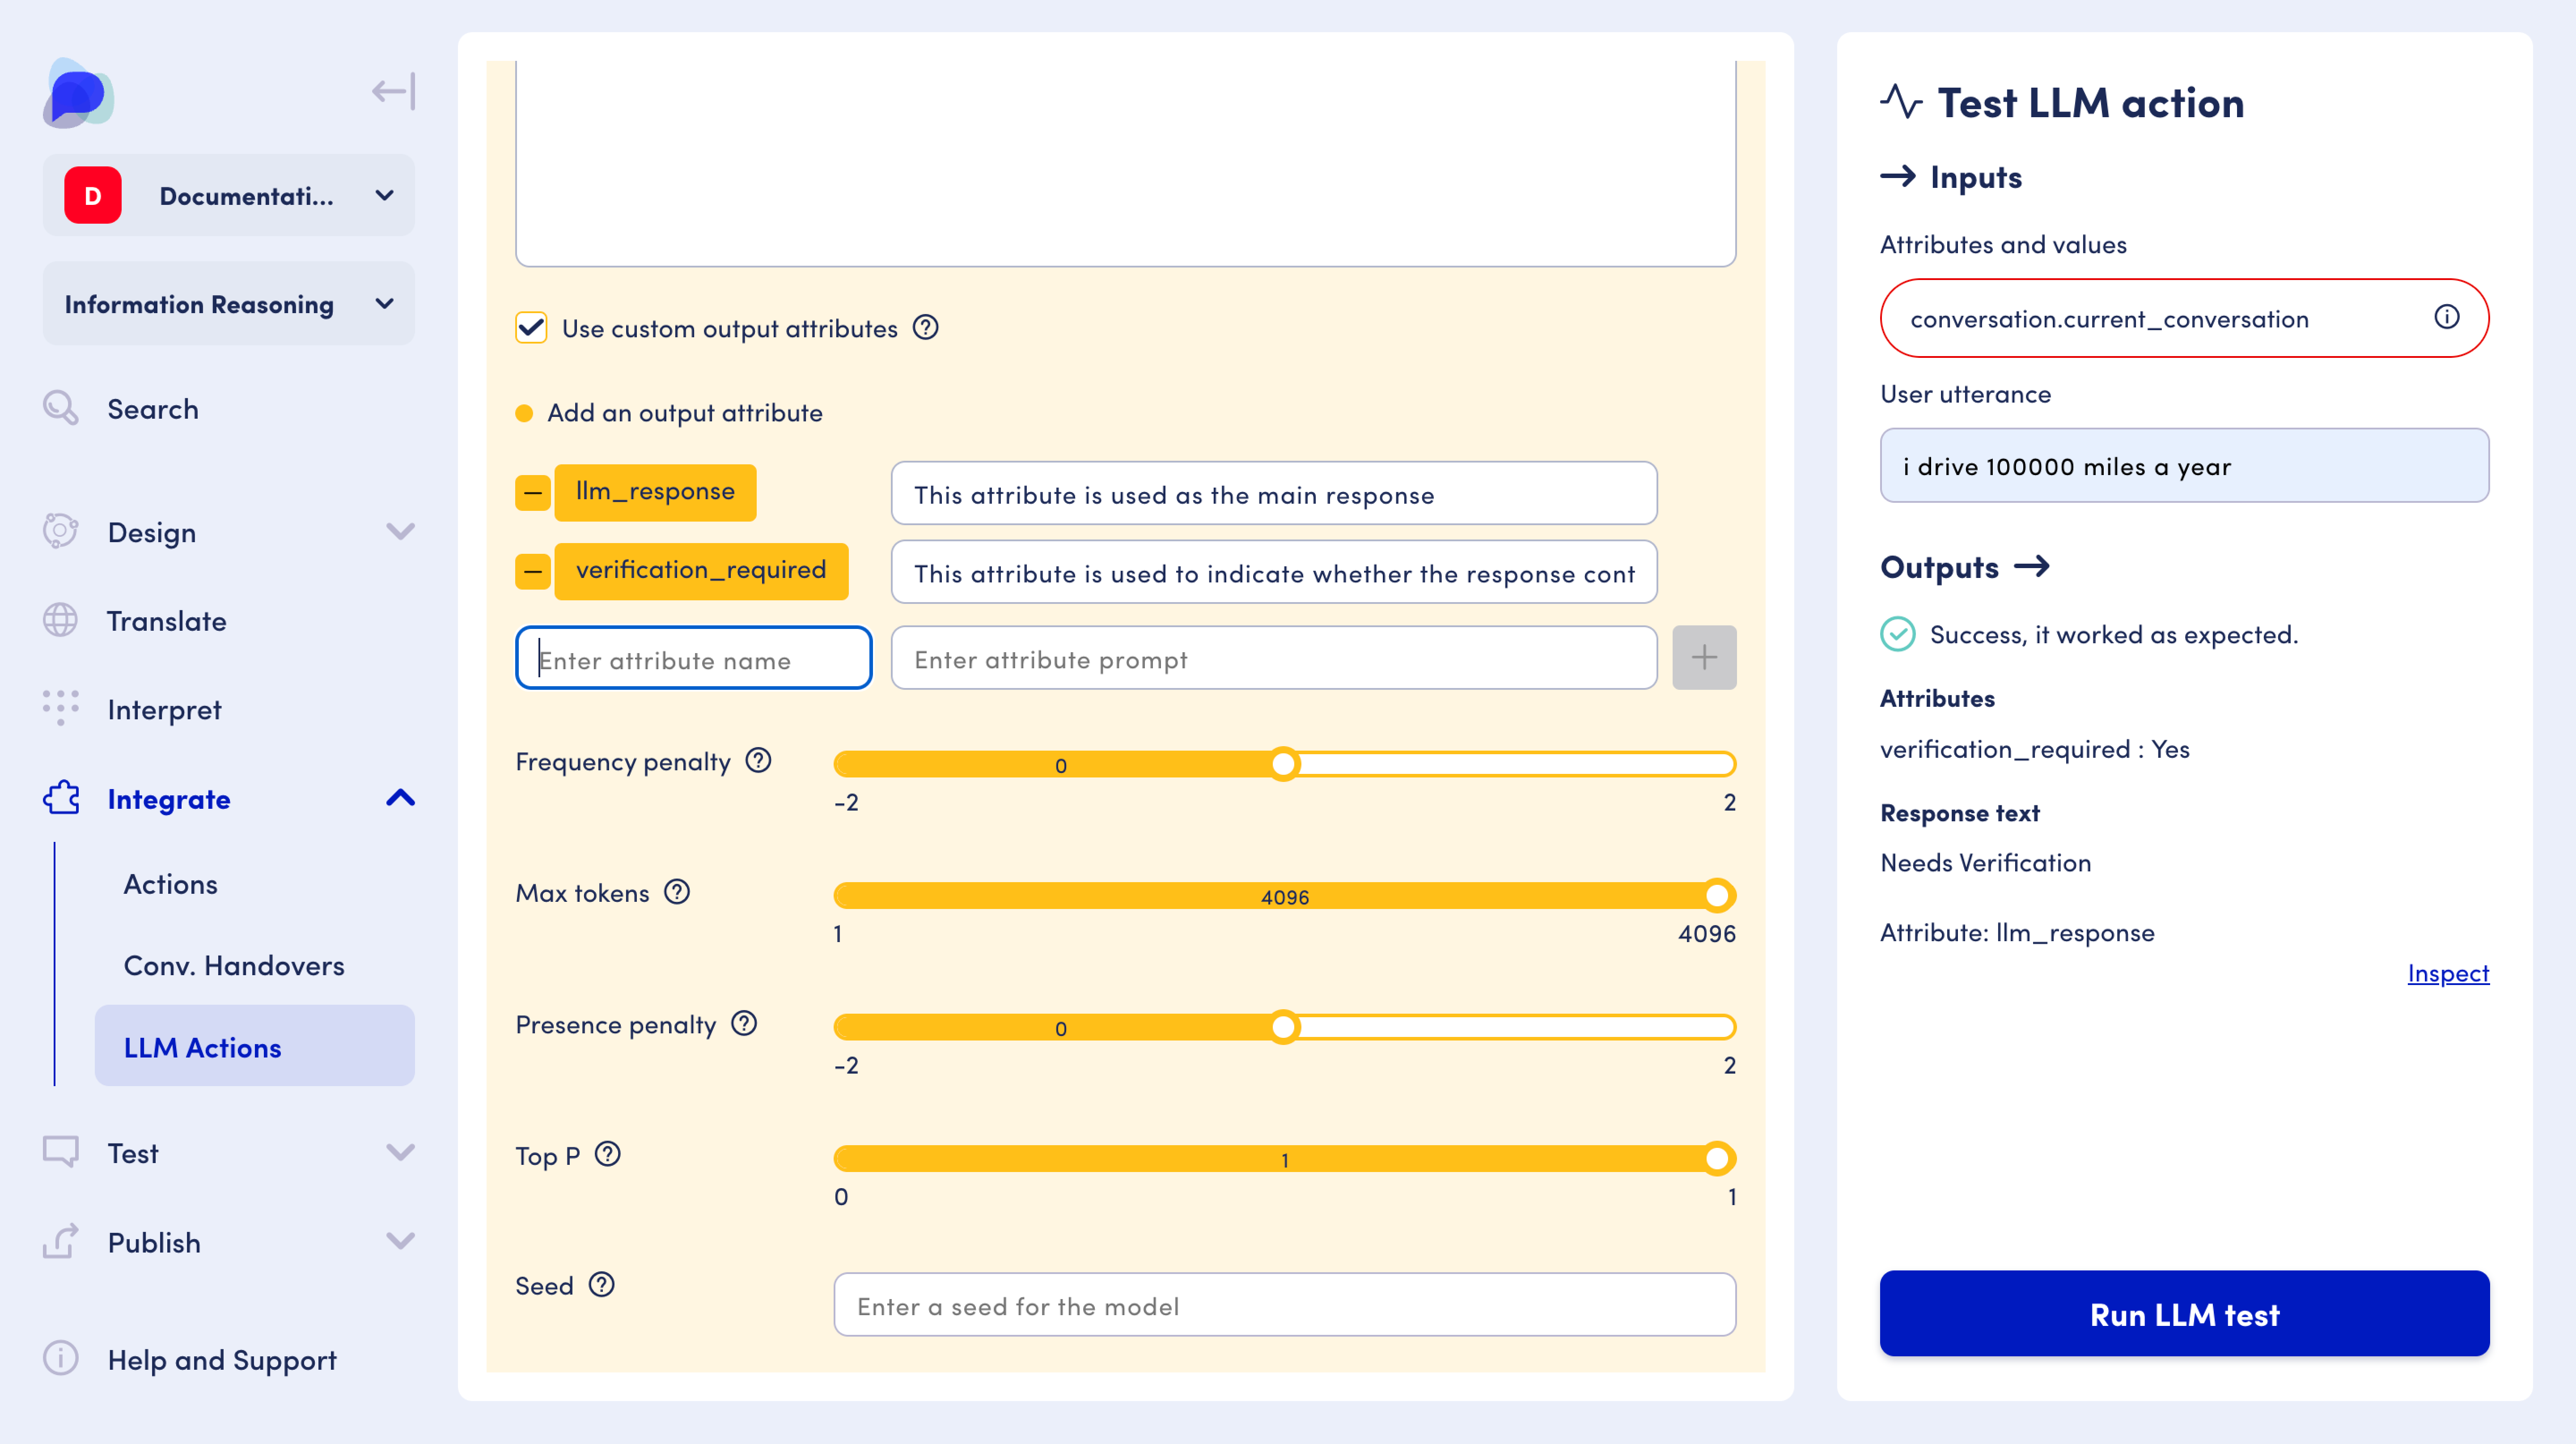 D
Documentati...
Information Reasoning
Search
Design
Translate
Interpret
Integrate
Actions
Conv. Handovers
LLM Actions
Test
Publish
Help and Support
Use custom output attributes
Add an output attribute
llm_response
This attribute is used as the main response
verification_required
This attribute is used to indicate whether the response cont
Enter attribute name
Enter attribute prompt
Frequency penalty
0
-2
2
Max tokens
4096
1
4096
Presence penalty
0
-2
2
Top P
1
0
1
Seed
Enter a seed for the model
Test LLM action
Inputs
Attributes and values
conversation.current_conversation
User utterance
i drive 100000 miles a year
Outputs
Success, it worked as expected.
Attributes
verification_required : Yes
Response text
Needs Verification
Attribute: llm_response
Inspect
Run LLM test